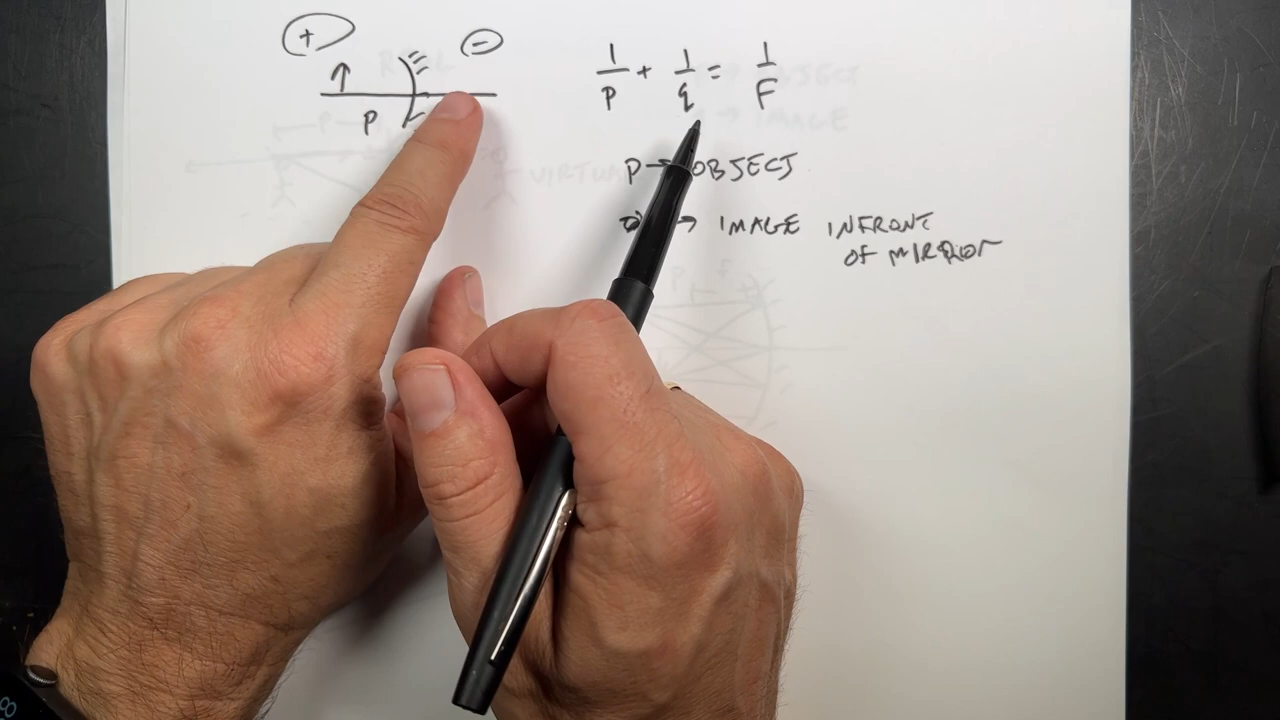 + −
P
1/P + 1/q = 1/F
P → OBJECT
→ IMAGE INFRONT
OF MIRROR